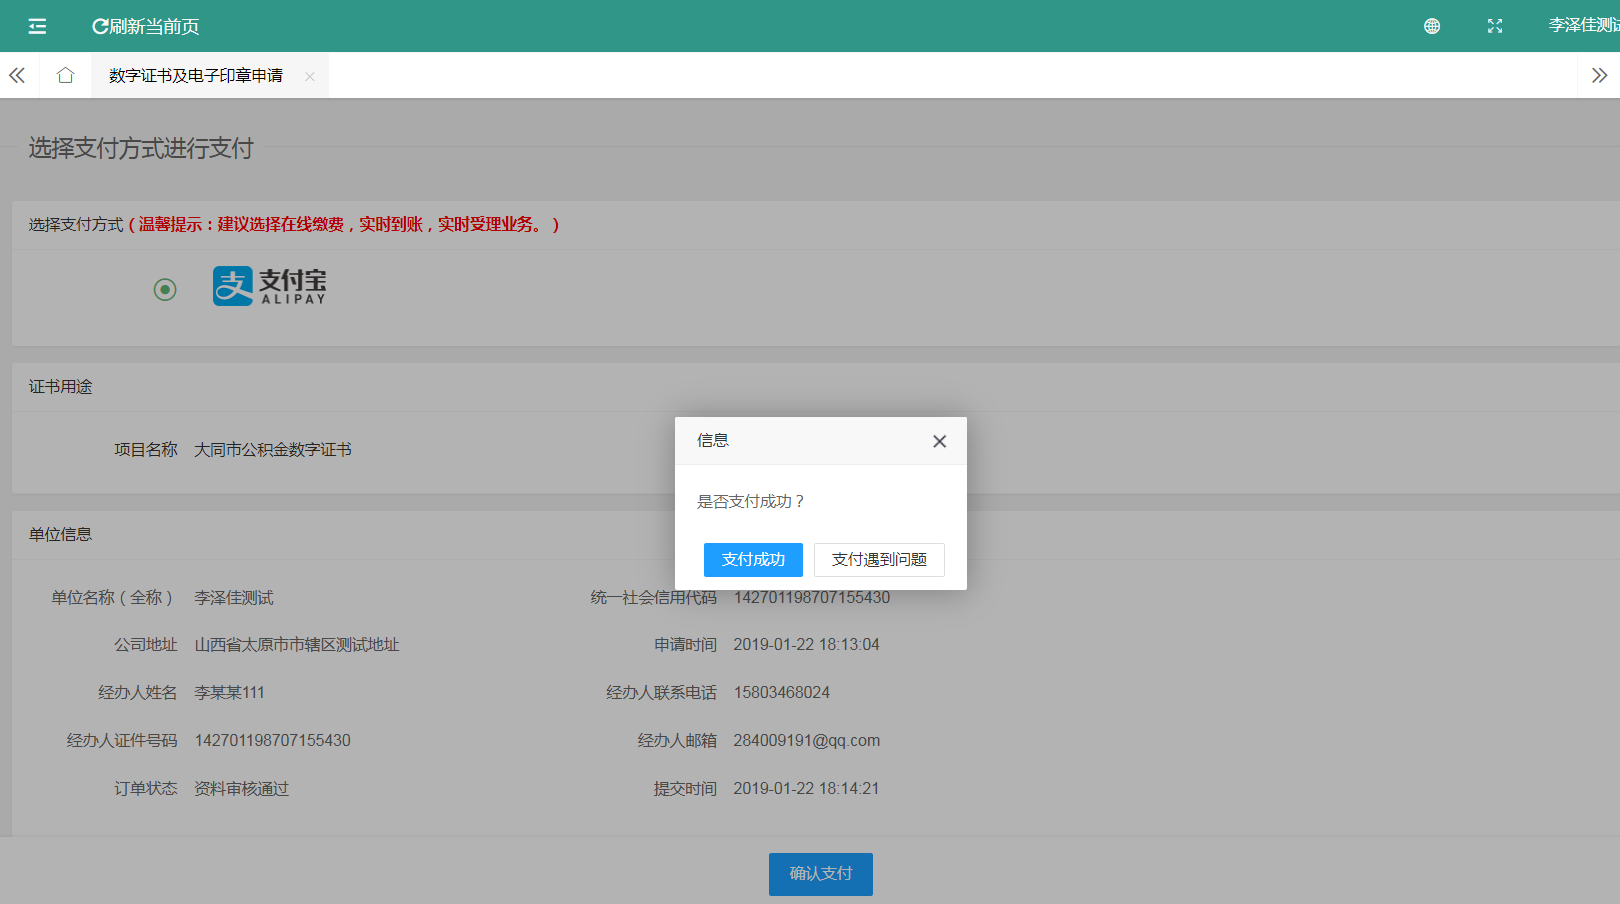 刷新当前页
李泽佳测试
数字证书及电子印章申请
选择支付方式进行支付
选择支付方式（温馨提示：建议选择在线缴费，实时到账，实时受理业务。）
支付宝
ALIPAY
证书用途
项目名称 大同市公积金数字证书
信息
是否支付成功？
支付成功 支付遇到问题
单位信息
单位名称（全称） 李泽佳测试 统一社会信用代码 142701198707155430
公司地址 山西省太原市市辖区测试地址 申请时间 2019-01-22 18:13:04
经办人姓名 李某某111 经办人联系电话 15803468024
经办人证件号码 142701198707155430 经办人邮箱 284009191@qq.com
订单状态 资料审核通过 提交时间 2019-01-22 18:14:21
确认支付